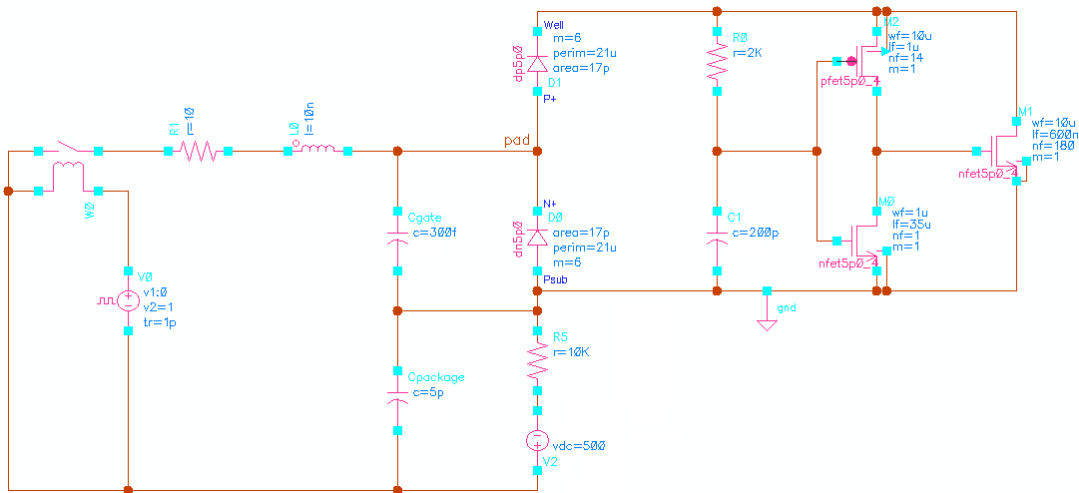 Well
m=6
perim=21u
area=17p
dp5p0
D1
P+
R0
r=2K
M2
wf=10u
lf=1u
nf=14
m=1
pfet5p0_4
M1
wf=10u
lf=600n
nf=180
m=1
nfet5p0_4
R1
r=10
L0
l=10n
pad
W0
V0
v1:0
v2=1
tr=1p
Cgate
c=300f
N+
D0
dn5p0
area=17p
perim=21u
m=6
Psub
C1
c=200p
M0
wf=1u
lf=35u
nf=1
m=1
nfet5p0_4
gnd
R5
r=10K
Cpackage
c=5p
vdc=500
V2